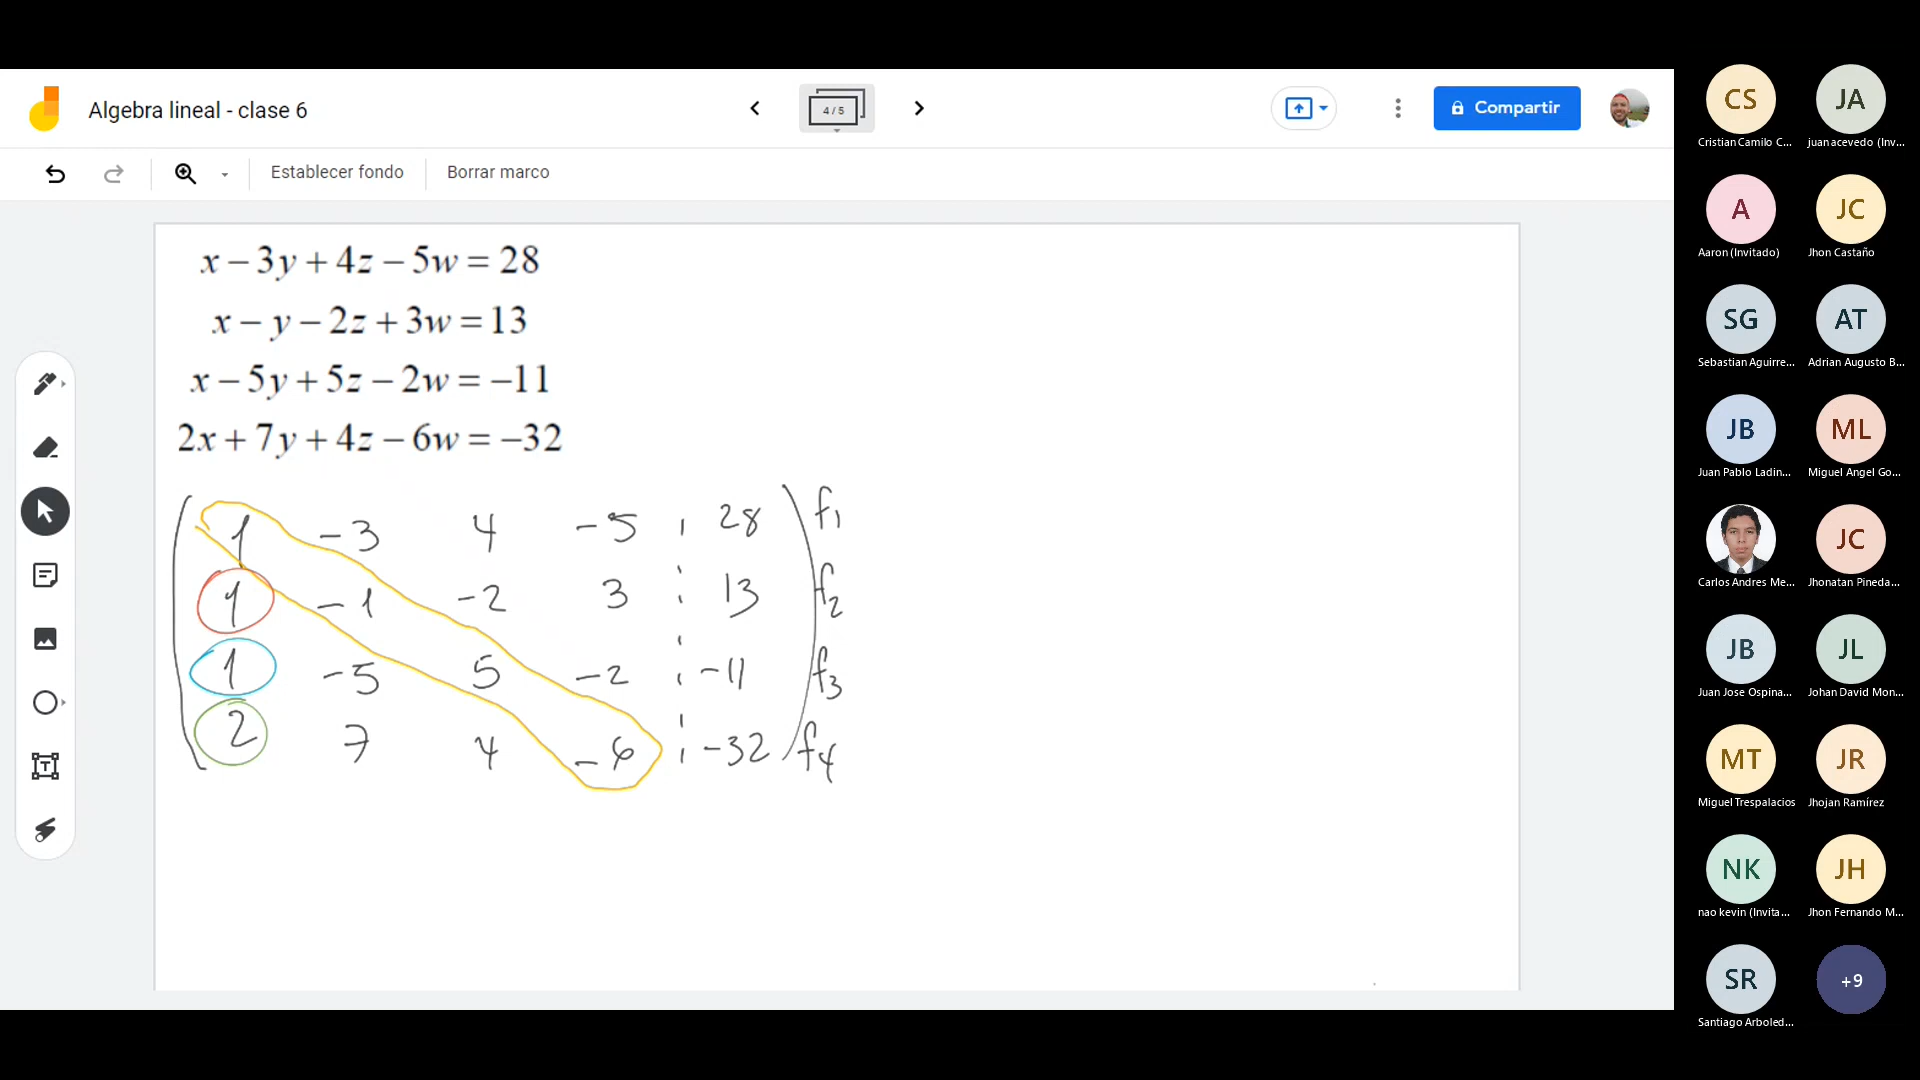 Algebra lineal - clase 6
4 / 5
Compartir
Establecer fondo
Borrar marco
x − 3y + 4z − 5w = 28
x − y − 2z + 3w = 13
x − 5y + 5z − 2w = −11
2x + 7y + 4z − 6w = −32
1 -3 4 -5 28 f1
1 -1 -2 3 13 f2
1 -5 5 -2 -11 f3
2 7 4 -6 -32 f4
CS JA
Cristian Camilo C... juan acevedo (Inv...
A JC
Aaron (Invitado) Jhon Castaño
SG AT
Sebastian Aguirre... Adrian Augusto B...
JB ML
Juan Pablo Ladin... Miguel Angel Go...
JC
Carlos Andres Me... Jhonatan Pineda...
JB JL
Juan Jose Ospina... Johan David Mon...
MT JR
Miguel Trespalacios Jhojan Ramírez
NK JH
nao kevin (Invita... Jhon Fernando M...
SR +9
Santiago Arboled...